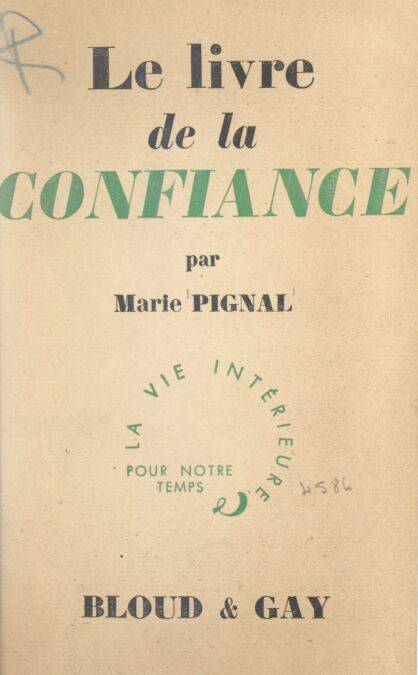 Le livre
de la
CONFIANCE
par
Marie PIGNAL
LA VIE INTÉRIEURE
POUR NOTRE
TEMPS
4586
BLOUD & GAY